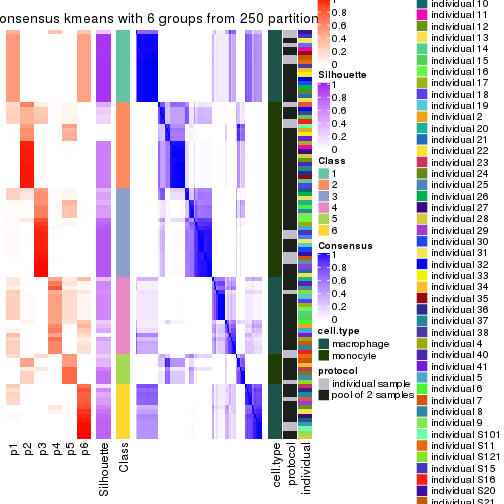 onsensus kmeans with 6 groups from 250 partition
0.8
0.6
0.4
0.2
0
Silhouette
1
0.8
0.6
0.4
0.2
0
Class
1
2
3
4
5
6
Consensus
1
0.8
0.6
0.4
0.2
0
cell.type
macrophage
monocyte
protocol
individual sample
pool of 2 samples
p1
p2
p3
p4
p5
p6
Silhouette
Class
cell.type
protocol
individual
individual 10
individual 11
individual 12
individual 13
individual 14
individual 15
individual 16
individual 17
individual 18
individual 19
individual 2
individual 20
individual 21
individual 22
individual 23
individual 24
individual 25
individual 26
individual 27
individual 28
individual 29
individual 30
individual 31
individual 32
individual 33
individual 34
individual 35
individual 36
individual 37
individual 38
individual 4
individual 40
individual 41
individual 5
individual 6
individual 7
individual 8
individual 9
individual S101
individual S11
individual S121
individual S15
individual S16
individual S20
individual S21